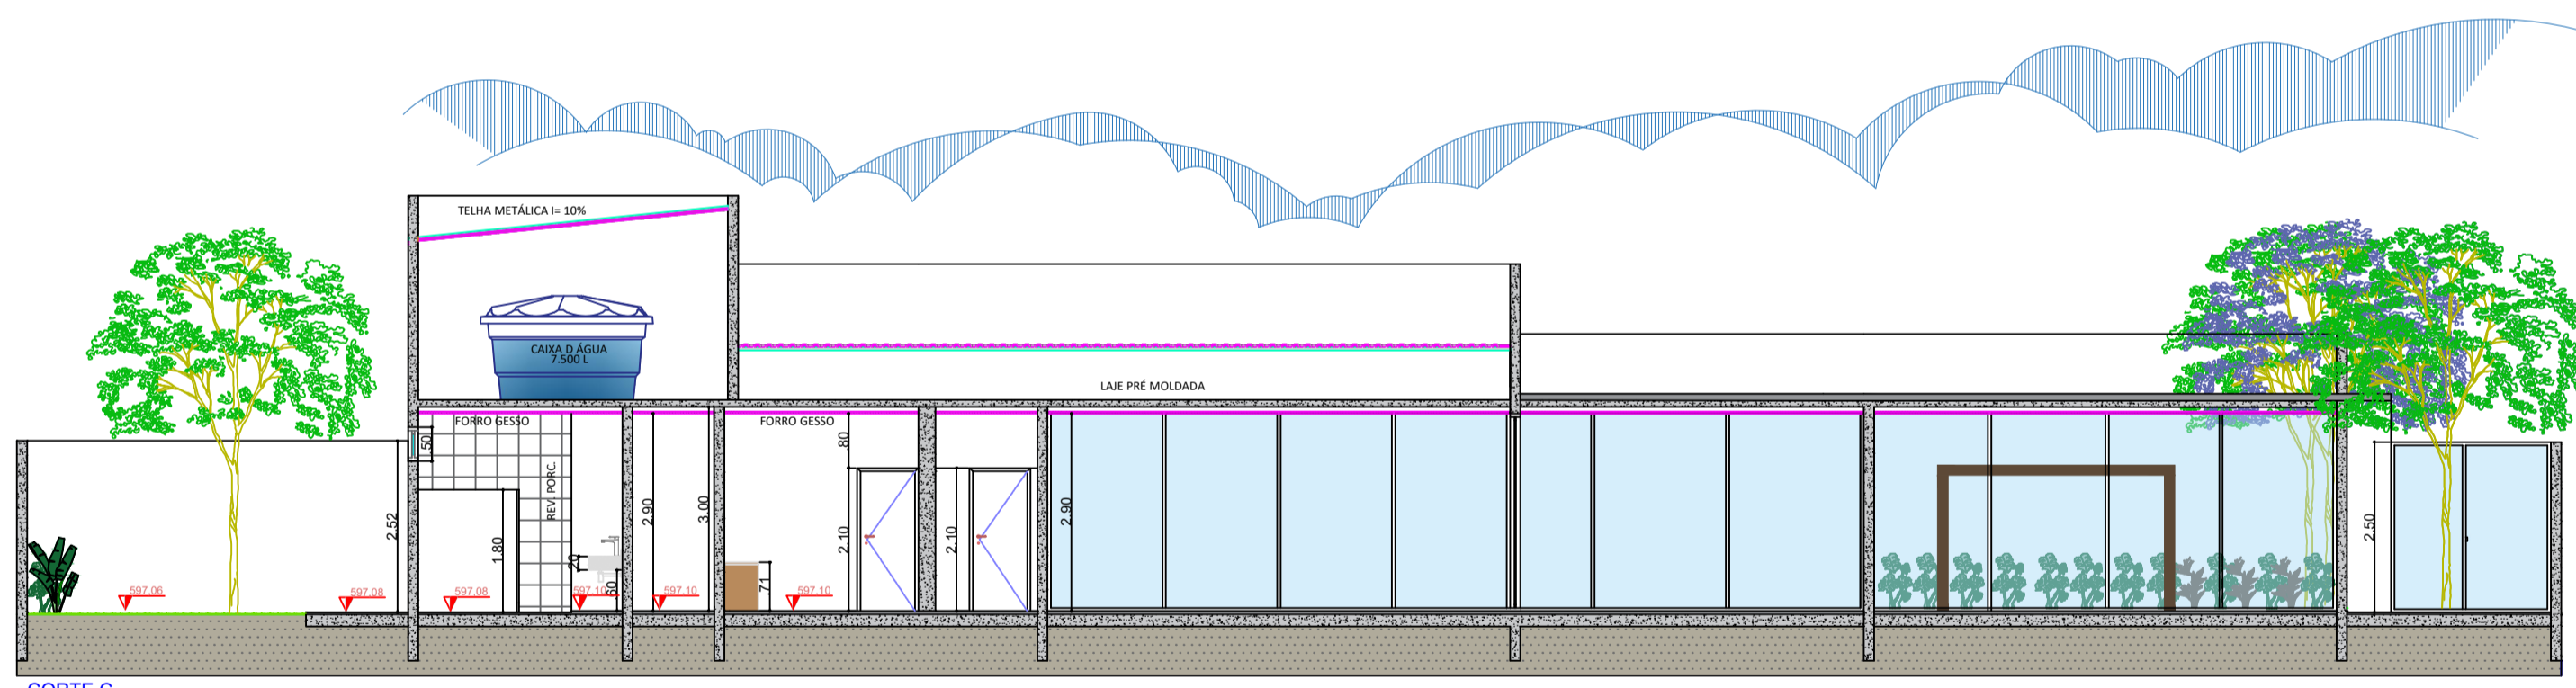 TELHA METÁLICA I= 10%
CAIXA D ÁGUA
7.500 L
LAJE PRÉ MOLDADA
FORRO GESSO
FORRO GESSO
.50
.80
REV. PORC.
2.52
1.80
2.90
3.00
2.10
2.10
2.90
2.50
20
60
71
597.06
597.08
597.08
597.10
597.10
597.10
CORTE C